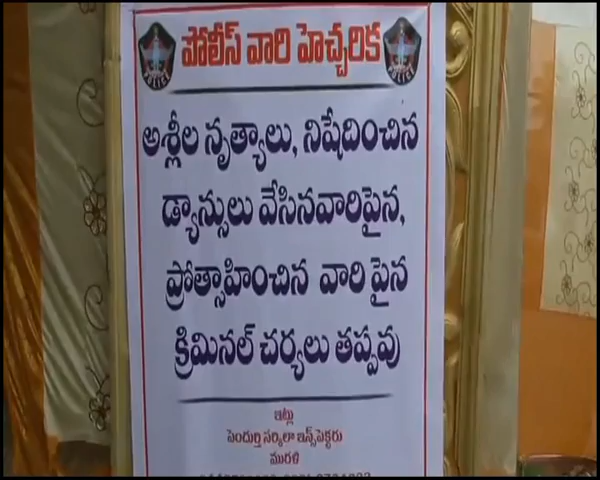 పోలీస్ వారి హెచ్చరిక
అశ్లీల నృత్యాలు, నిషేదించిన
డ్యాన్సులు వేసినవారిపైన,
ప్రోత్సాహించిన వారి పైన
క్రిమినల్ చర్యలు తప్పవు
ఇట్లు
పెందుర్తి సర్కిలా ఇన్స్‌పెక్టరు
మురళి